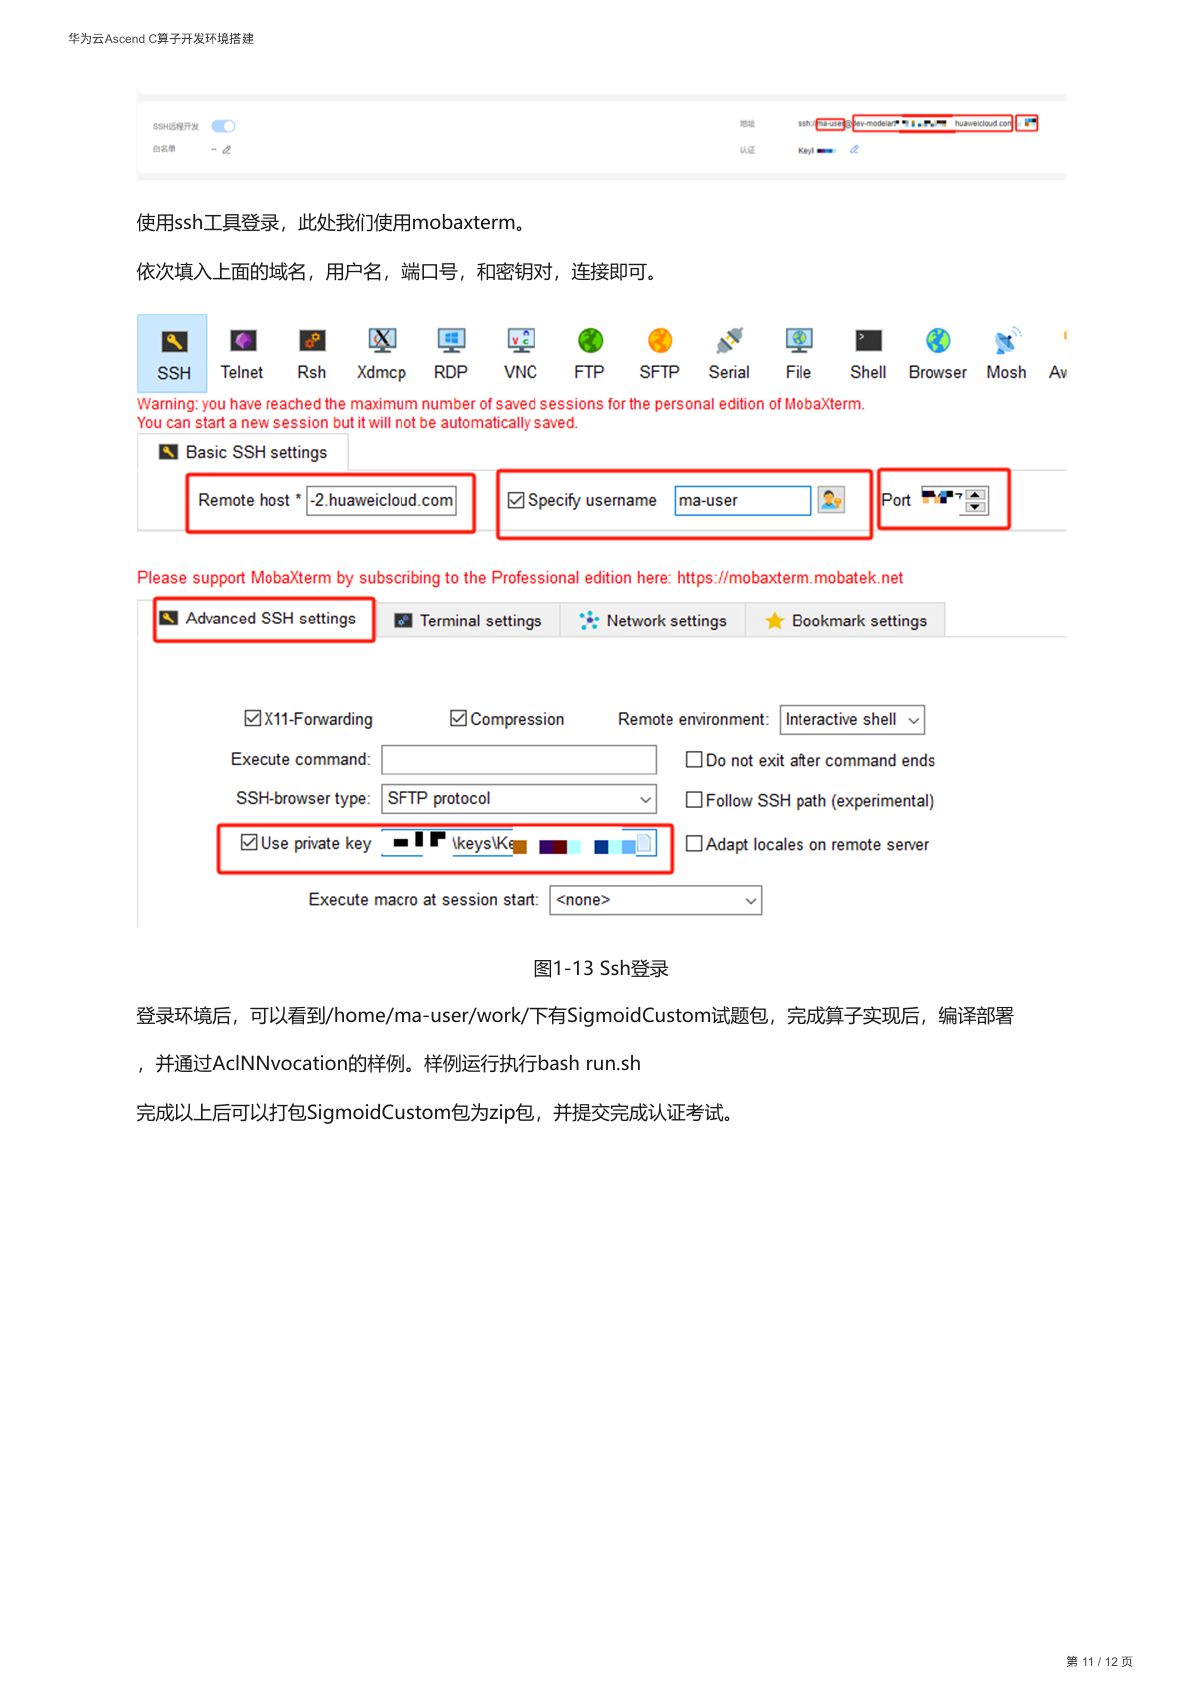 华为云Ascend C算子开发环境搭建
SSH远程开发
地址
ssh://ma-user@dev-modelart
huaweicloud.com
白名单
--
认证
KeyI
使用ssh工具登录，此处我们使用mobaxterm。
依次填入上面的域名，用户名，端口号，和密钥对，连接即可。
SSH Telnet Rsh Xdmcp RDP VNC FTP SFTP Serial File Shell Browser Mosh
Warning: you have reached the maximum number of saved sessions for the personal edition of MobaXterm.
You can start a new session but it will not be automatically saved.
Basic SSH settings
Remote host * -2.huaweicloud.com Specify username ma-user Port
Please support MobaXterm by subscribing to the Professional edition here: https://mobaxterm.mobatek.net
Advanced SSH settings Terminal settings Network settings Bookmark settings
X11-Forwarding Compression Remote environment: Interactive shell
Execute command: Do not exit after command ends
SSH-browser type: SFTP protocol Follow SSH path (experimental)
Use private key \keys\Ke Adapt locales on remote server
Execute macro at session start: <none>
图1-13 Ssh登录
登录环境后，可以看到/home/ma-user/work/下有SigmoidCustom试题包，完成算子实现后，编译部署
，并通过AclNNvocation的样例。样例运行执行bash run.sh
完成以上后可以打包SigmoidCustom包为zip包，并提交完成认证考试。
第 11 / 12 页